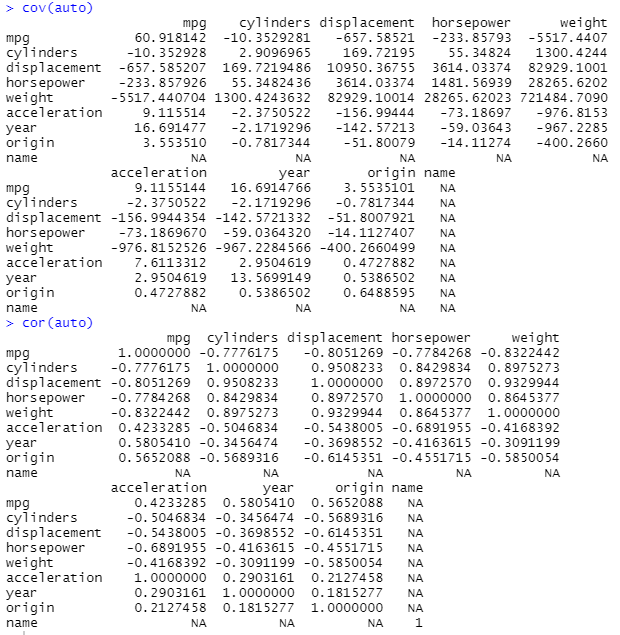 > cov(auto)
mpg cylinders displacement horsepower weight
mpg 60.918142 -10.3529281 -657.58521 -233.85793 -5517.4407
cylinders -10.352928 2.9096965 169.72195 55.34824 1300.4244
displacement -657.585207 169.7219486 10950.36755 3614.03374 82929.1001
horsepower -233.857926 55.3482436 3614.03374 1481.56939 28265.6202
weight -5517.440704 1300.4243632 82929.10014 28265.62023 721484.7090
acceleration 9.115514 -2.3750522 -156.99444 -73.18697 -976.8153
year 16.691477 -2.1719296 -142.57213 -59.03643 -967.2285
origin 3.553510 -0.7817344 -51.80079 -14.11274 -400.2660
name NA NA NA NA NA
acceleration year origin name
mpg 9.1155144 16.6914766 3.5535101 NA
cylinders -2.3750522 -2.1719296 -0.7817344 NA
displacement -156.9944354 -142.5721332 -51.8007921 NA
horsepower -73.1869670 -59.0364320 -14.1127407 NA
weight -976.8152526 -967.2284566 -400.2660499 NA
acceleration 7.6113312 2.9504619 0.4727882 NA
year 2.9504619 13.5699149 0.5386502 NA
origin 0.4727882 0.5386502 0.6488595 NA
name NA NA NA NA
> cor(auto)
mpg cylinders displacement horsepower weight
mpg 1.0000000 -0.7776175 -0.8051269 -0.7784268 -0.8322442
cylinders -0.7776175 1.0000000 0.9508233 0.8429834 0.8975273
displacement -0.8051269 0.9508233 1.0000000 0.8972570 0.9329944
horsepower -0.7784268 0.8429834 0.8972570 1.0000000 0.8645377
weight -0.8322442 0.8975273 0.9329944 0.8645377 1.0000000
acceleration 0.4233285 -0.5046834 -0.5438005 -0.6891955 -0.4168392
year 0.5805410 -0.3456474 -0.3698552 -0.4163615 -0.3091199
origin 0.5652088 -0.5689316 -0.6145351 -0.4551715 -0.5850054
name NA NA NA NA NA
acceleration year origin name
mpg 0.4233285 0.5805410 0.5652088 NA
cylinders -0.5046834 -0.3456474 -0.5689316 NA
displacement -0.5438005 -0.3698552 -0.6145351 NA
horsepower -0.6891955 -0.4163615 -0.4551715 NA
weight -0.4168392 -0.3091199 -0.5850054 NA
acceleration 1.0000000 0.2903161 0.2127458 NA
year 0.2903161 1.0000000 0.1815277 NA
origin 0.2127458 0.1815277 1.0000000 NA
name NA NA NA 1